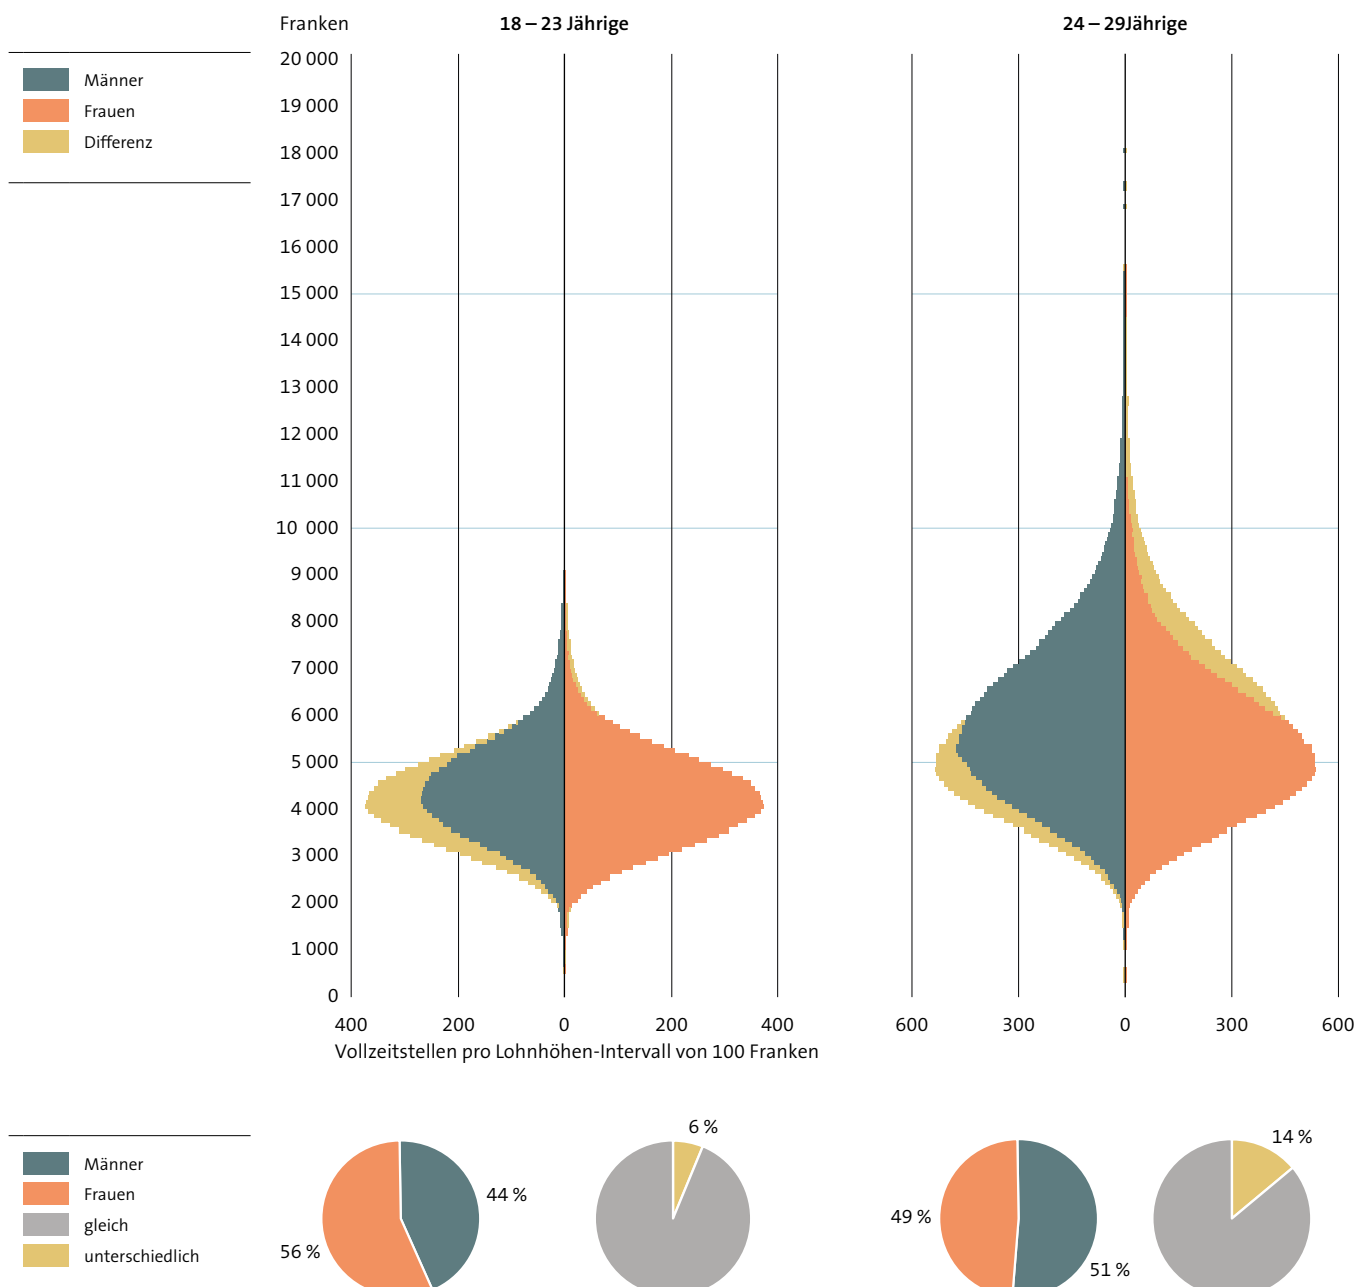 Franken
18 – 23 Jährige
24 – 29Jährige
Männer
Frauen
Differenz
20 000
19 000
18 000
17 000
16 000
15 000
14 000
13 000
12 000
11 000
10 000
9 000
8 000
7 000
6 000
5 000
4 000
3 000
2 000
1 000
0
400 200 0 200 400
600 300 0 300 600
Vollzeitstellen pro Lohnhöhen-Intervall von 100 Franken
Männer
Frauen
gleich
unterschiedlich
44 %
56 %
6 %
49 %
51 %
14 %